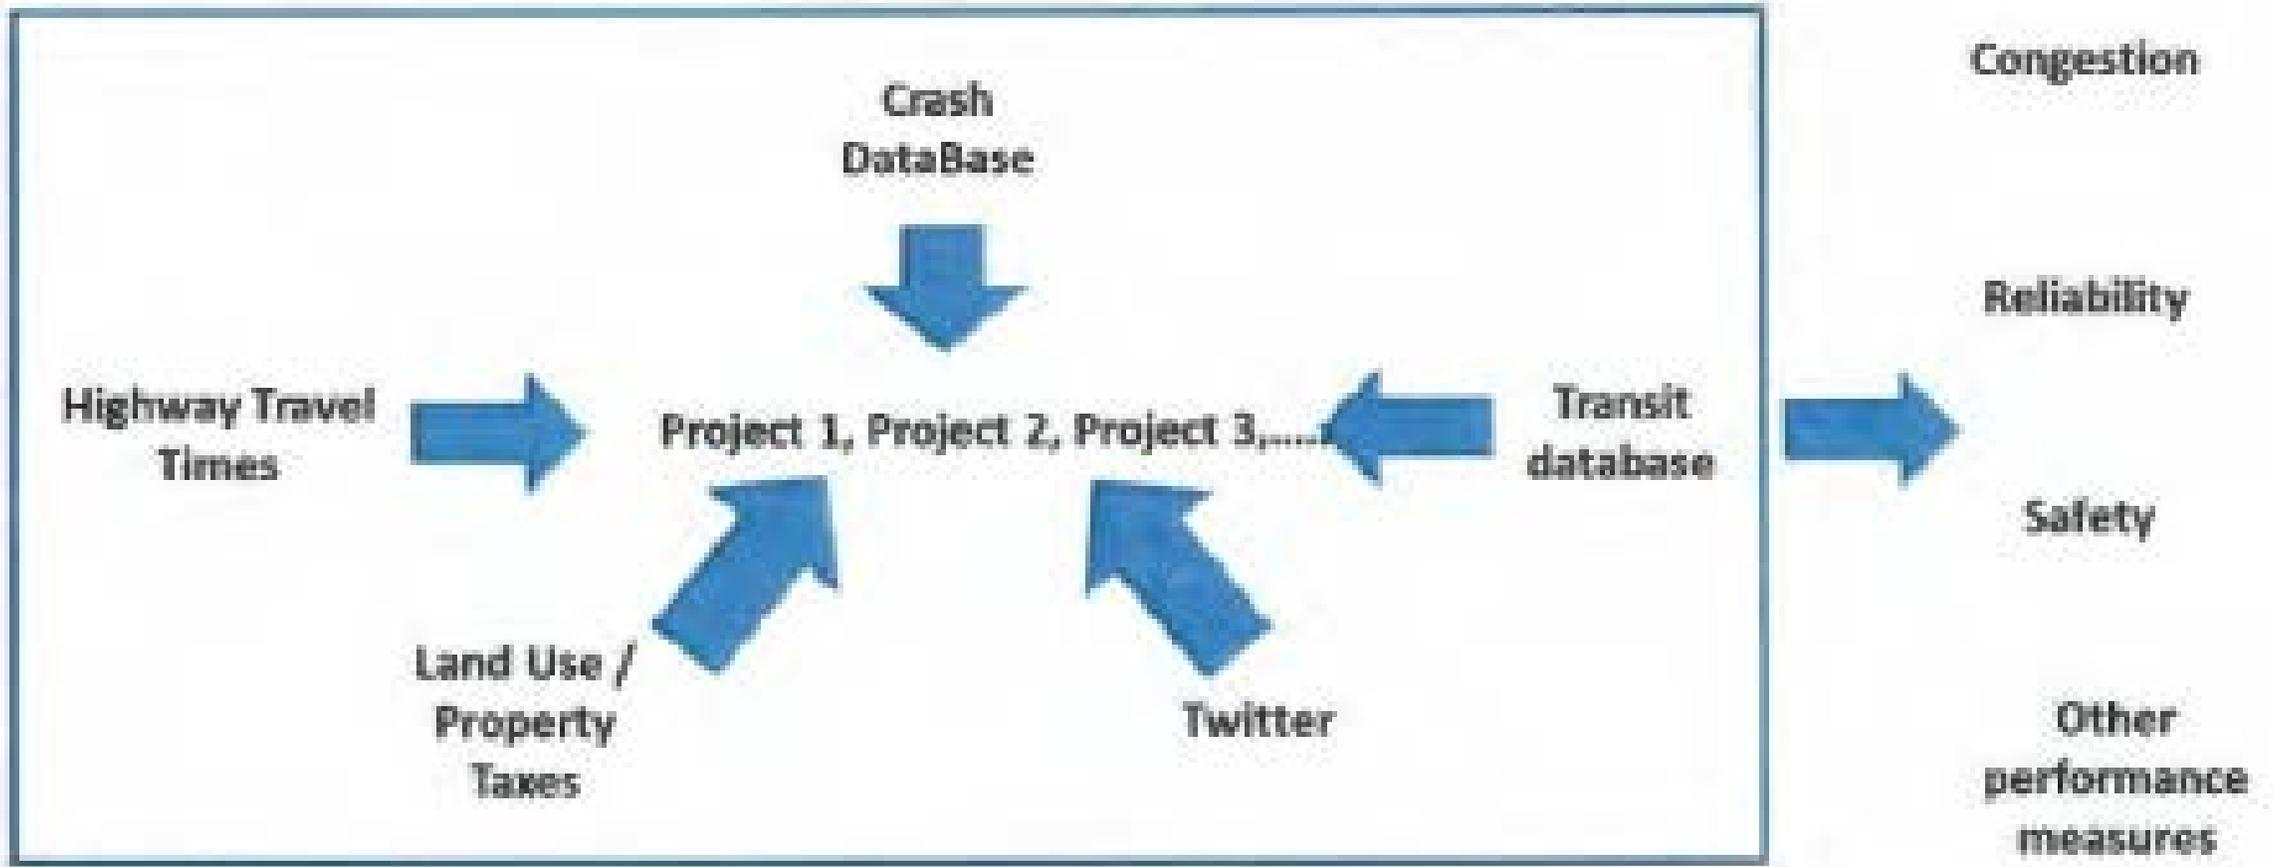 Congestion
Crash
DataBase
Reliability
Highway Travel
Times
Project 1, Project 2, Project 3,.....
Transit
database
Safety
Land Use /
Property
Taxes
Twitter
Other
performance
measures